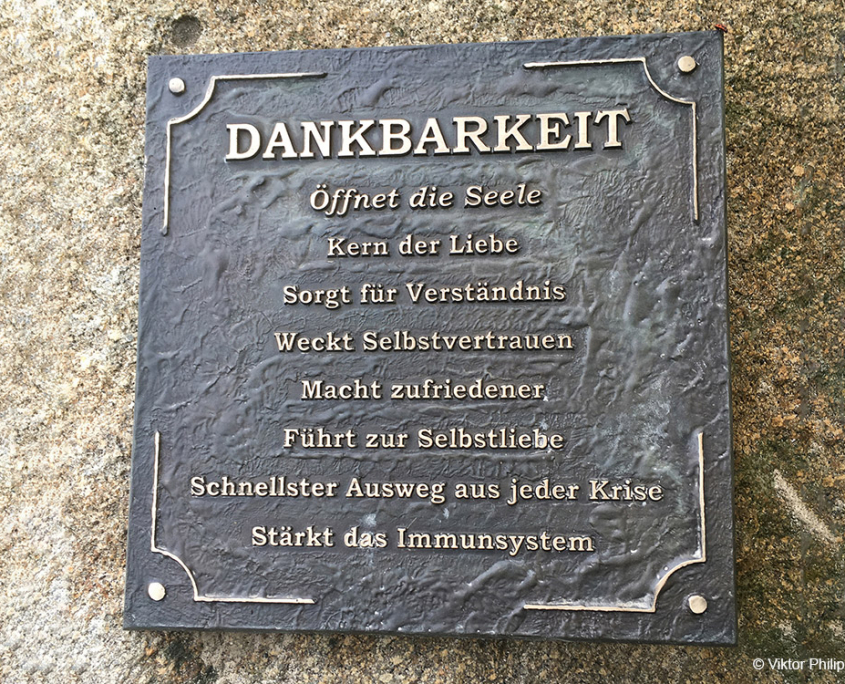 DANKBARKEIT
Öffnet die Seele
Kern der Liebe
Sorgt für Verständnis
Weckt Selbstvertrauen
Macht zufriedener
Führt zur Selbstliebe
Schnellster Ausweg aus jeder Krise
Stärkt das Immunsystem
© Viktor Philip